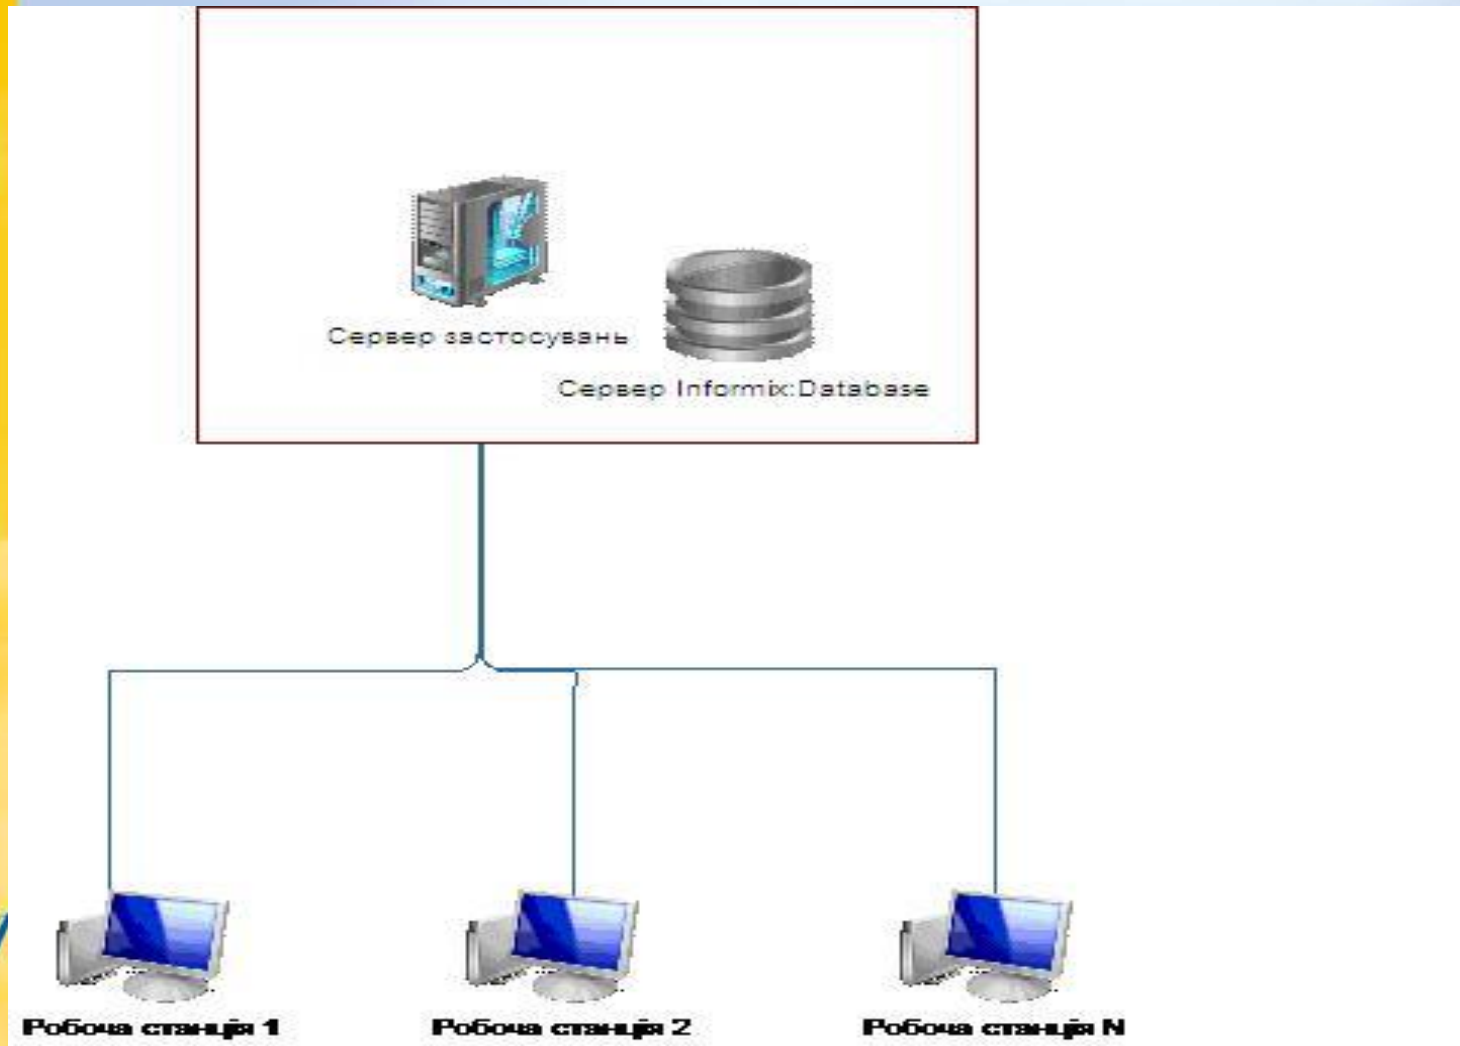 Сервер застосувань
Сервер Informix:Database
Робоча станція 1
Робоча станція 2
Робоча станція N